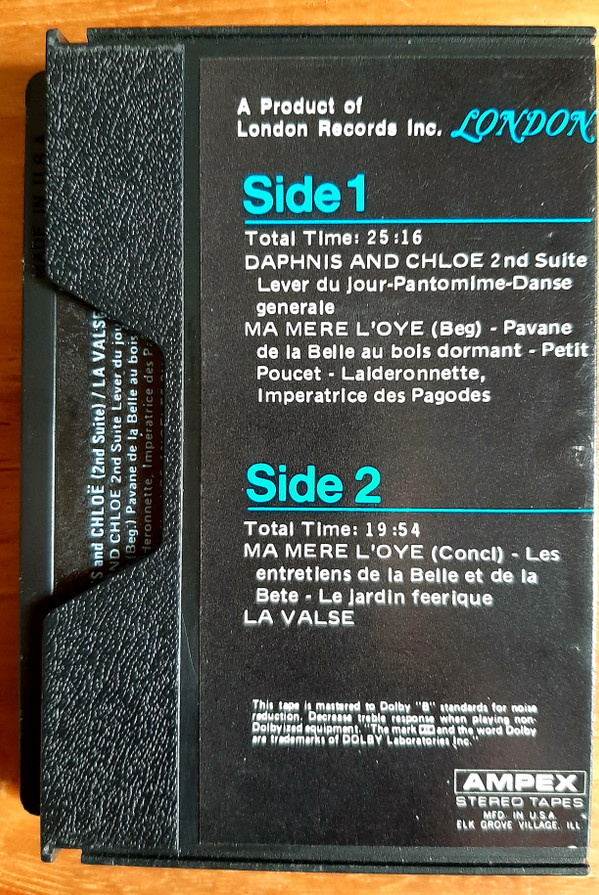 A Product of
London Records Inc. LONDON
Side 1
Total Time: 25:16
DAPHNIS AND CHLOE 2nd Suite
Lever du jour-Pantomime-Danse
generale
MA MERE L'OYE (Beg) - Pavane
de la Belle au bois dormant - Petit
Poucet - Laideronnette,
Imperatrice des Pagodes
Side 2
Total Time: 19:54
MA MERE L'OYE (Concl) - Les
entretiens de la Belle et de la
Bete - Le jardin feerique
LA VALSE
This tape is mastered to Dolby "B" standards for noise
reduction. Decrease treble response when playing non-
Dolbyized equipment. "The mark and the word Dolby
are trademarks of DOLBY Laboratories Inc."
AMPEX
STEREO TAPES
MFD. IN U.S.A.
ELK GROVE VILLAGE, ILL
MADE IN U.S.A.
and CHLOË (2nd Suite) / LA VALSE
CHLOE 2nd Suite Lever du
(Beg.) Pavane de la Belle au bois
Impératrice des